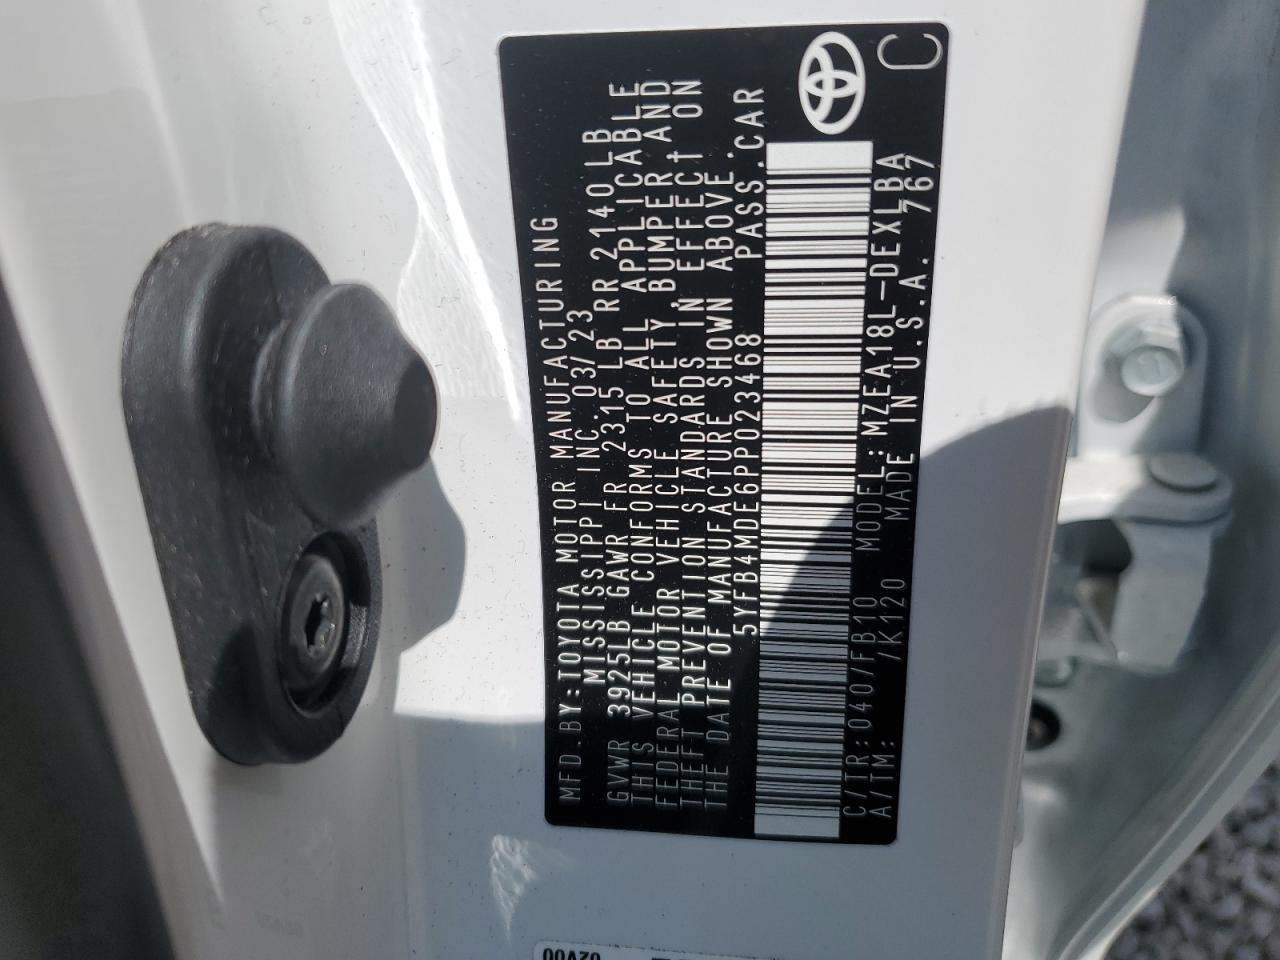 MFD.BY:TOYOTA MOTOR MANUFACTURING
MISSISSIPPI INC 03/23
GVWR 3925LB GAWR FR 2315 LB RR 2140LB
THIS VEHICLE CONFORMS TO ALL APPLICABLE
FEDERAL MOTOR VEHICLE SAFETY, BUMPER, AND
THEFT PREVENTION STANDARDS IN EFFECT ON
THE DATE OF MANUFACTURE SHOWN ABOVE.
5YFB4MDE6PP023468 PASS.CAR
C/TR:040/FB10 MODEL:MZEA18L-DEXLBA
A/TM: /K120 MADE IN U.S.A. 767
C